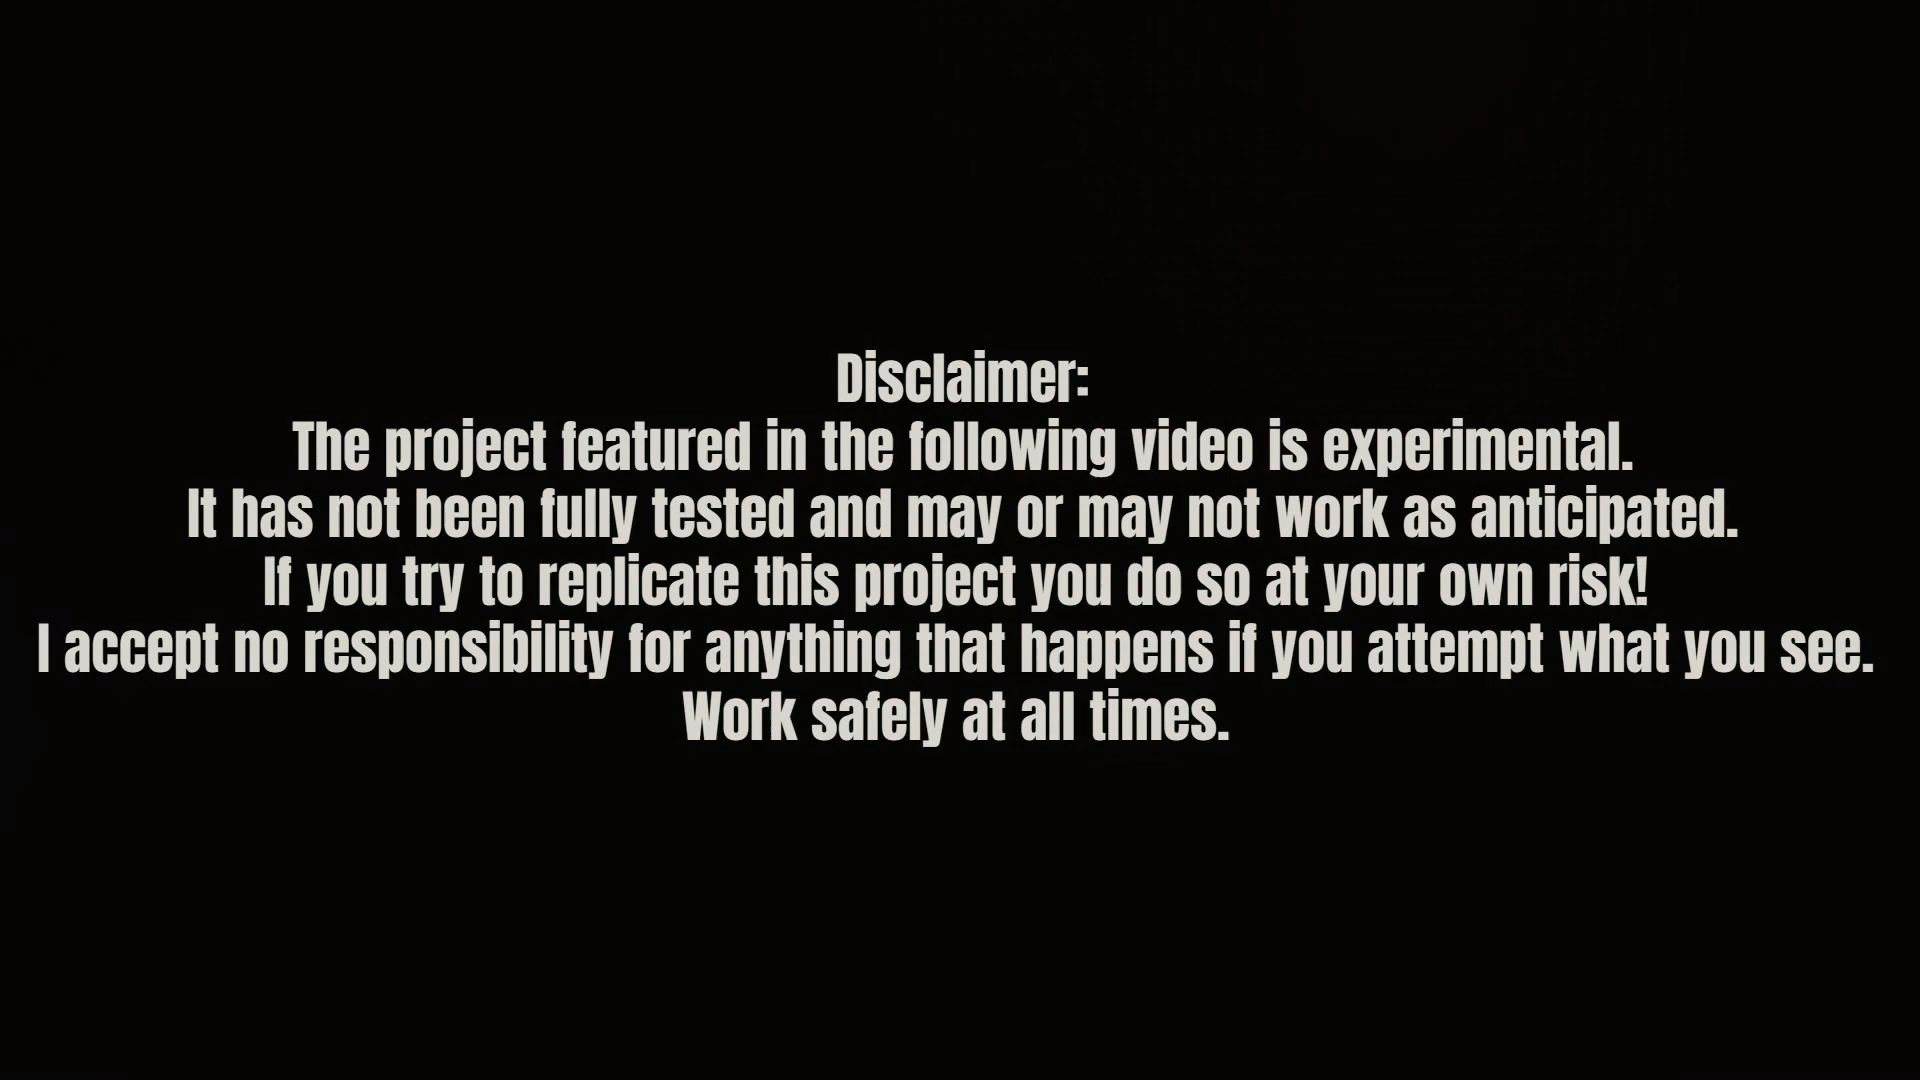 Disclaimer:
The project featured in the following video is experimental.
It has not been fully tested and may or may not work as anticipated.
If you try to replicate this project you do so at your own risk!
I accept no responsibility for anything that happens if you attempt what you see.
Work safely at all times.